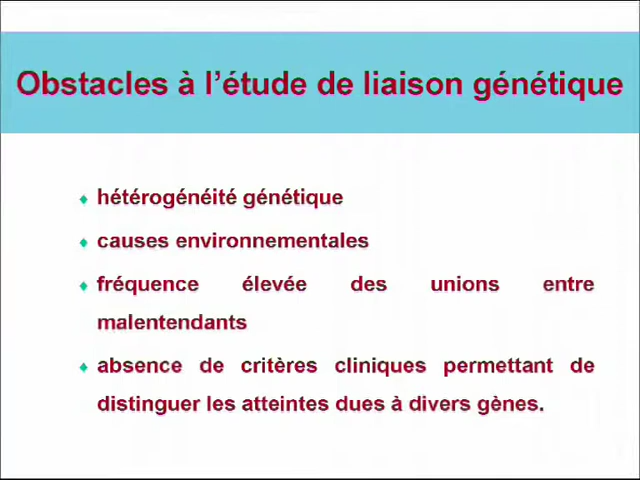 Obstacles à l'étude de liaison génétique
hétérogénéité génétique
causes environnementales
fréquence élevée des unions entre
malentendants
absence de critères cliniques permettant de
distinguer les atteintes dues à divers gènes.